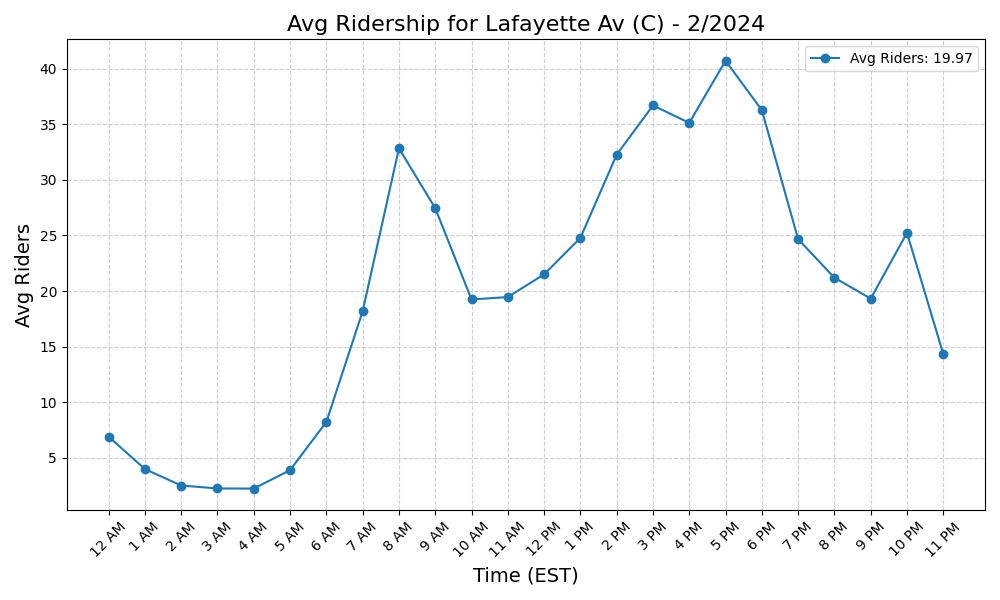 Avg Ridership for Lafayette Av (C) - 2/2024
Avg Riders: 19.97
Avg Riders
40
35
30
25
20
15
10
5
12 AM
1 AM
2 AM
3 AM
4 AM
5 AM
6 AM
7 AM
8 AM
9 AM
10 AM
11 AM
12 PM
1 PM
2 PM
3 PM
4 PM
5 PM
6 PM
7 PM
8 PM
9 PM
10 PM
11 PM
Time (EST)